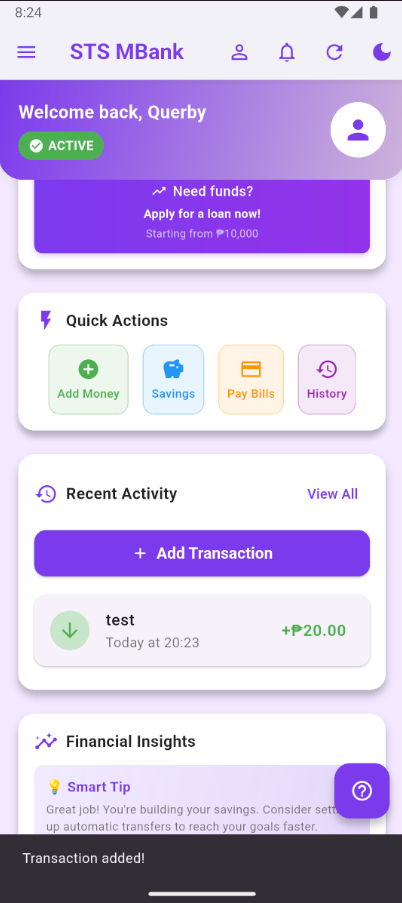 8:24
STS MBank
Welcome back, Querby
ACTIVE
Need funds?
Apply for a loan now!
Starting from ₱10,000
Quick Actions
Add Money
Savings
Pay Bills
History
Recent Activity
View All
+ Add Transaction
test
+₱20.00
Today at 20:23
Financial Insights
💡 Smart Tip
Great job! You're building your savings. Consider
up automatic transfers to reach your goals faster.
Transaction added!